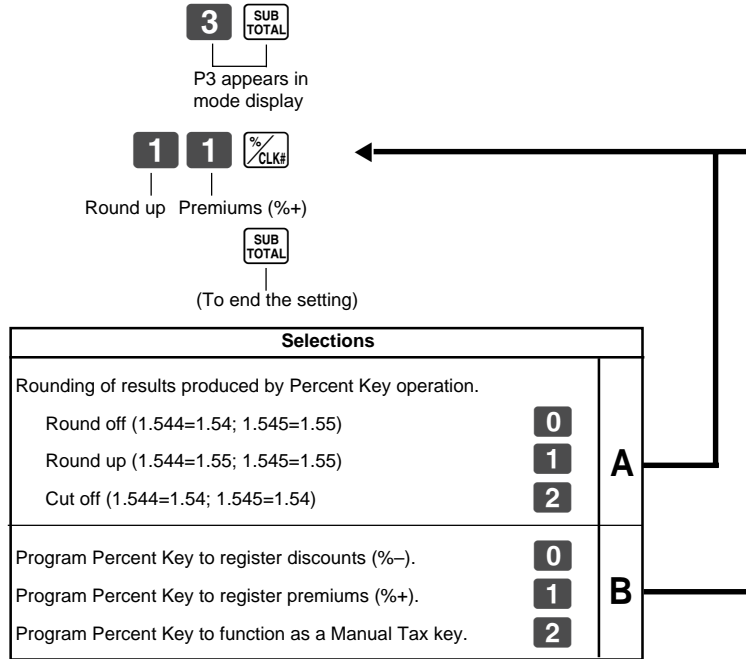 3 SUB TOTAL
P3 appears in
mode display
1 1 %/CLK#
Round up Premiums (%+)
SUB TOTAL
(To end the setting)
Selections
Rounding of results produced by Percent Key operation.
Round off (1.544=1.54; 1.545=1.55) 0
Round up (1.544=1.55; 1.545=1.55) 1
Cut off (1.544=1.54; 1.545=1.54) 2
A
Program Percent Key to register discounts (%–). 0
Program Percent Key to register premiums (%+). 1
Program Percent Key to function as a Manual Tax key. 2
B